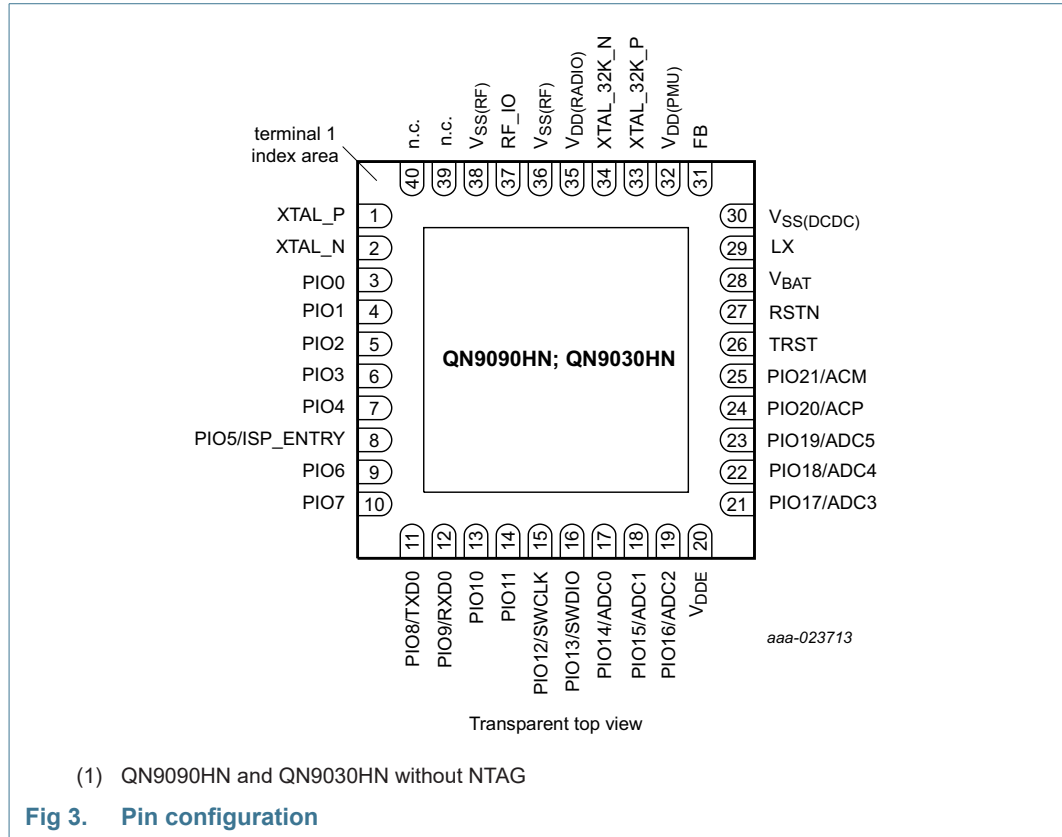 terminal 1
index area
n.c.
n.c.
VSS(RF)
RF_IO
VSS(RF)
VDD(RADIO)
XTAL_32K_N
XTAL_32K_P
VDD(PMU)
FB
40
39
38
37
36
35
34
33
32
31
XTAL_P 1
XTAL_N 2
PIO0 3
PIO1 4
PIO2 5
PIO3 6
PIO4 7
PIO5/ISP_ENTRY 8
PIO6 9
PIO7 10
QN9090HN; QN9030HN
30 VSS(DCDC)
29 LX
28 VBAT
27 RSTN
26 TRST
25 PIO21/ACM
24 PIO20/ACP
23 PIO19/ADC5
22 PIO18/ADC4
21 PIO17/ADC3
11
12
13
14
15
16
17
18
19
20
PIO8/TXD0
PIO9/RXD0
PIO10
PIO11
PIO12/SWCLK
PIO13/SWDIO
PIO14/ADC0
PIO15/ADC1
PIO16/ADC2
VDDE
aaa-023713
Transparent top view
(1) QN9090HN and QN9030HN without NTAG
Fig 3. Pin configuration